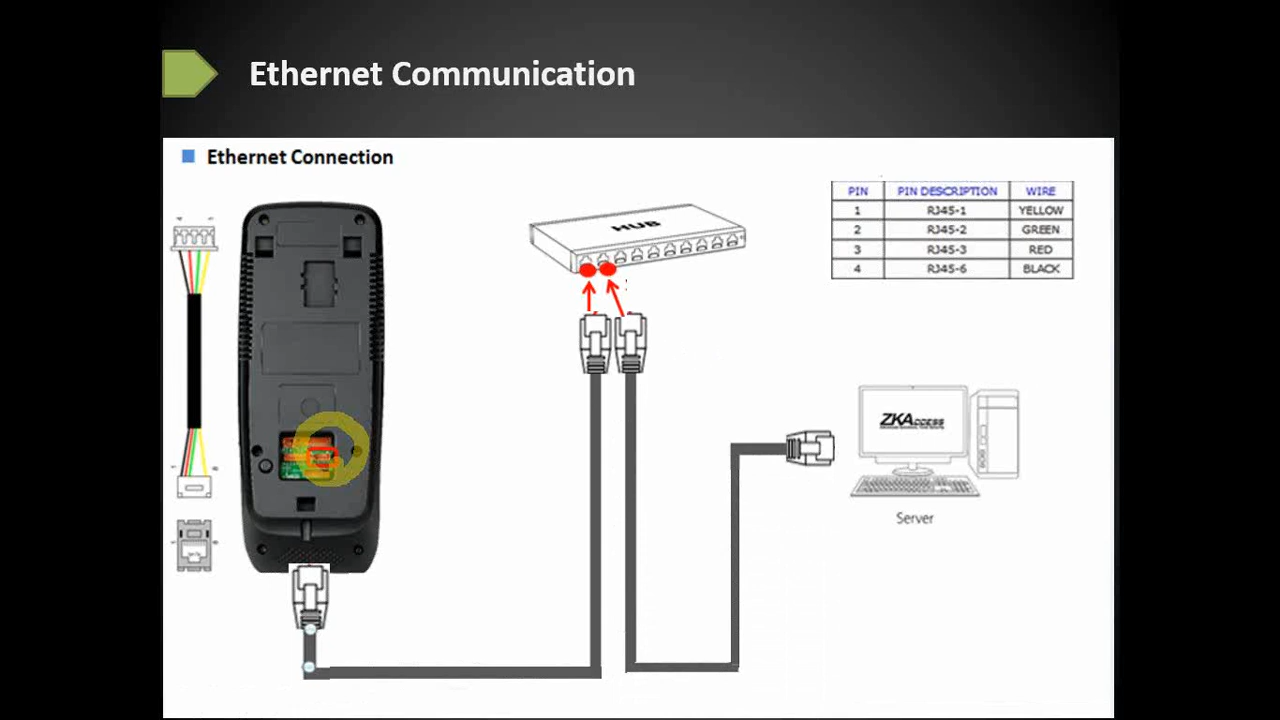 Ethernet Communication
Ethernet Connection
PIN PIN DESCRIPTION WIRE
1 RJ45-1 YELLOW
2 RJ45-2 GREEN
3 RJ45-3 RED
4 RJ45-6 BLACK
HUB
ZKAccess
Server